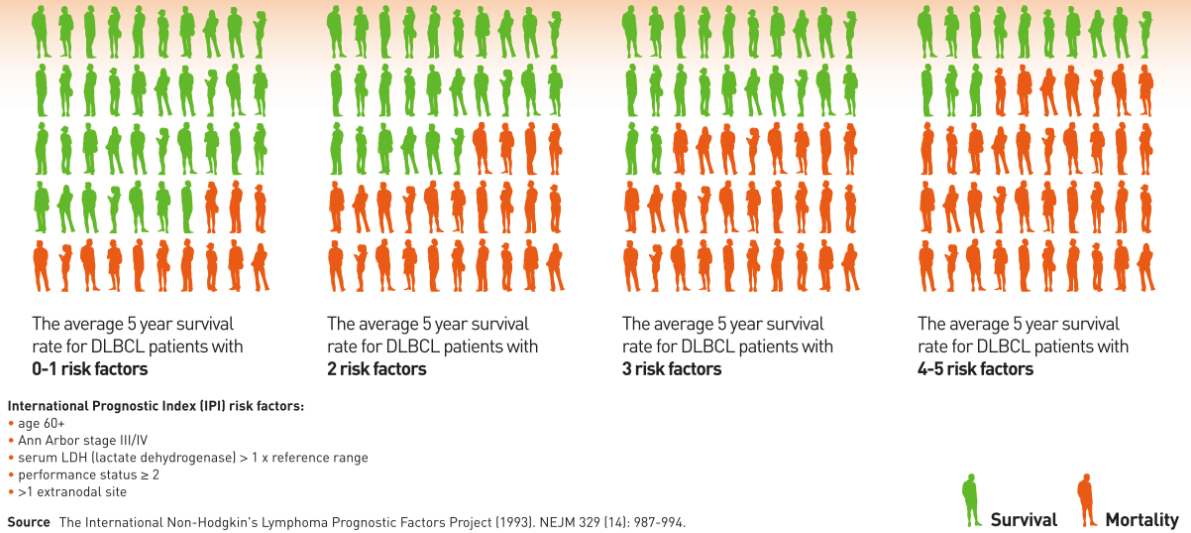 The average 5 year survival
rate for DLBCL patients with
0-1 risk factors
The average 5 year survival
rate for DLBCL patients with
2 risk factors
The average 5 year survival
rate for DLBCL patients with
3 risk factors
The average 5 year survival
rate for DLBCL patients with
4-5 risk factors
International Prognostic Index (IPI) risk factors:
• age 60+
• Ann Arbor stage III/IV
• serum LDH (lactate dehydrogenase) > 1 x reference range
• performance status ≥ 2
• >1 extranodal site
Source The International Non-Hodgkin's Lymphoma Prognostic Factors Project (1993). NEJM 329 (14): 987-994.
Survival
Mortality